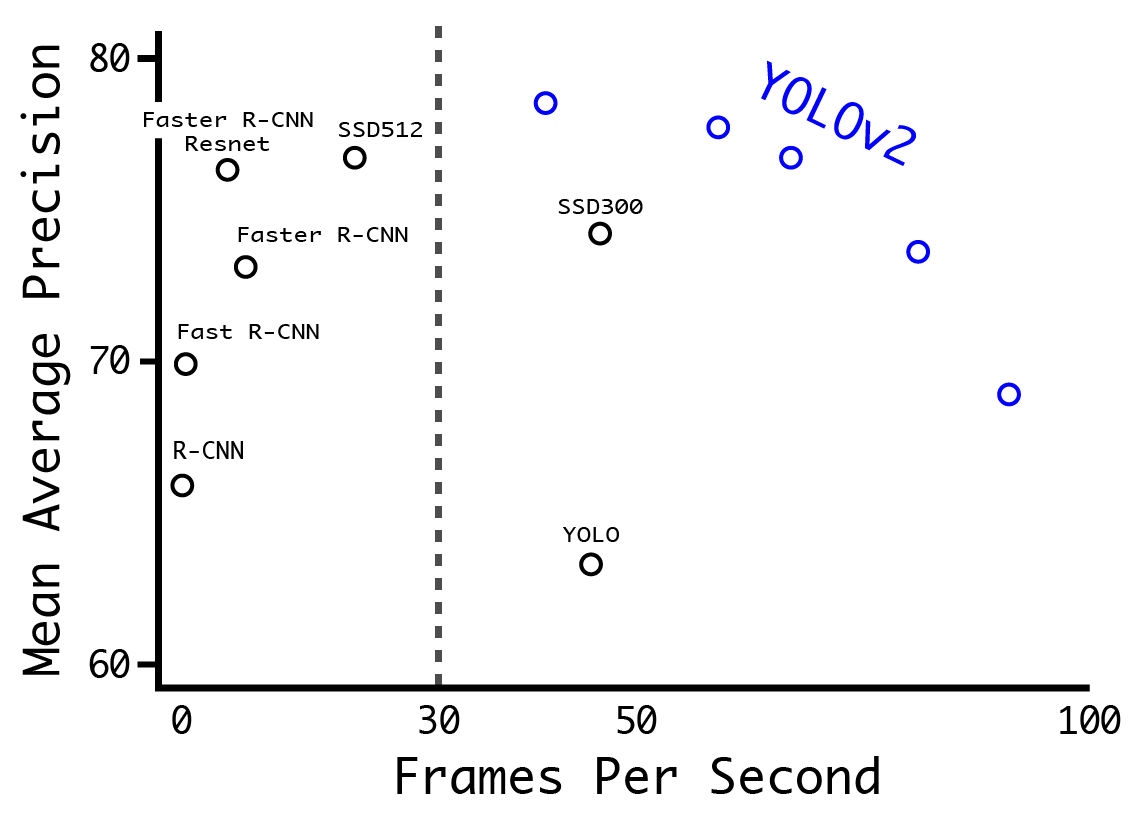 Mean Average Precision
80
70
60
Faster R-CNN
Resnet
SSD512
YOLOv2
SSD300
Faster R-CNN
Fast R-CNN
R-CNN
YOLO
0
30
50
100
Frames Per Second